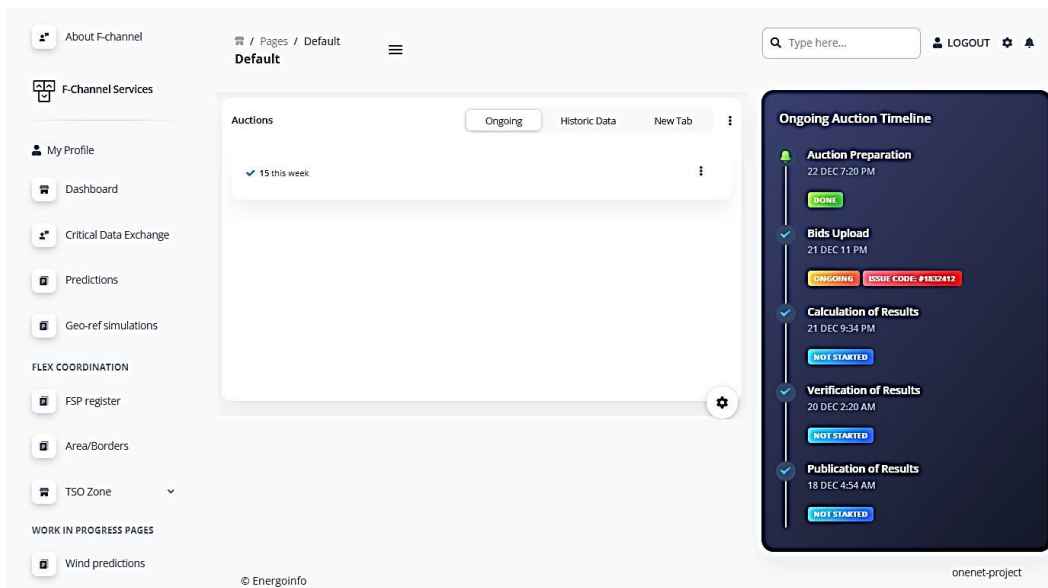 About F-channel
F-Channel Services
My Profile
Dashboard
Critical Data Exchange
Predictions
Geo-ref simulations
FLEX COORDINATION
FSP register
Area/Borders
TSO Zone
WORK IN PROGRESS PAGES
Wind predictions
/ Pages / Default
Default
Type here...
LOGOUT
Auctions
Ongoing
Historic Data
New Tab
15 this week
Ongoing Auction Timeline
Auction Preparation
22 DEC 7:20 PM
DONE
Bids Upload
21 DEC 11 PM
ONGOING ISSUE CODE: #1832412
Calculation of Results
21 DEC 9:34 PM
NOT STARTED
Verification of Results
20 DEC 2:20 AM
NOT STARTED
Publication of Results
18 DEC 4:54 AM
NOT STARTED
© Energoinfo
onenet-project